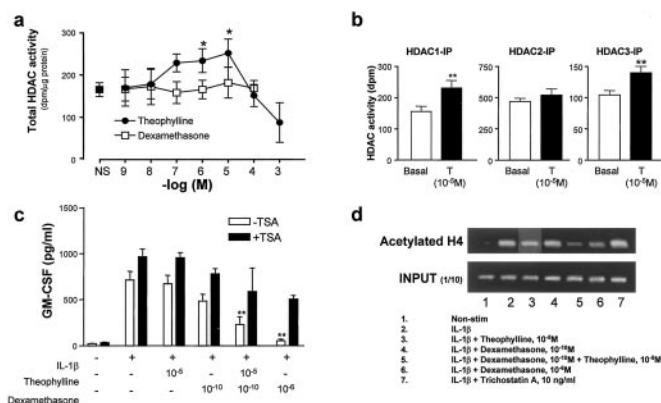 a
Total HDAC activity
(dpm/µg protein)
300
200
100
0
*
*
Theophylline
Dexamethasone
NS 9 8 7 6 5 4 3
-log (M)
b
HDAC1-IP
HDAC2-IP
HDAC3-IP
HDAC activity (dpm)
400
300
200
100
0
**
Basal T
(10-5M)
1000
750
500
250
0
Basal T
(10-5M)
150
100
50
0
**
Basal T
(10-5M)
c
GM-CSF (pg/ml)
1500
1000
500
0
-TSA
+TSA
**
**
IL-1β - + + + + +
Theophylline - - 10-5 - 10-5 -
Dexamethasone - - - 10-10 10-10 10-6
d
Acetylated H4
INPUT (1/10)
1 2 3 4 5 6 7
1. Non-stim
2. IL-1β
3. IL-1β + Theophylline, 10-5M
4. IL-1β + Dexamethasone, 10-10M
5. IL-1β + Dexamethasone, 10-10M + Theophylline, 10-5M
6. IL-1β + Dexamethasone, 10-6M
7. IL-1β + Trichostatin A, 10 ng/ml